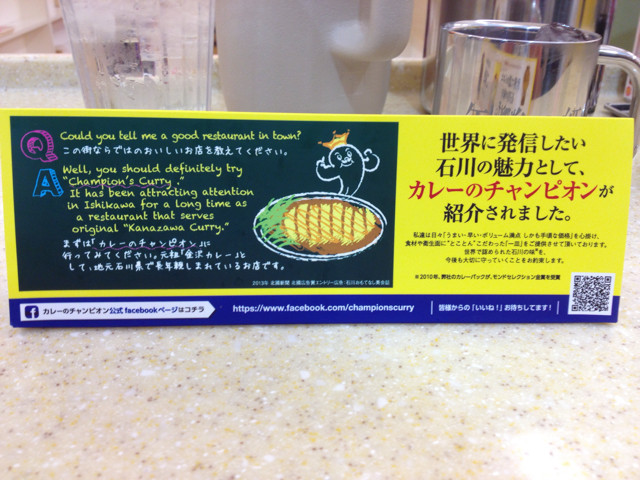 Q Could you tell me a good restaurant in town?
この街ならではのおいしいお店を教えてください。
A Well, you should definitely try
"Champion's Curry".
It has been attracting attention
in Ishikawa for a long time as
a restaurant that serves
original "Kanazawa Curry."
まずは「カレーのチャンピオン」に
行ってみてください。元祖「金沢カレー」と
して、地元石川県で長年親しまれているお店です。
世界に発信したい
石川の魅力として、
カレーのチャンピオンが
紹介されました。
私達は日々「うまい・早い・ボリューム満点 しかも手頃な価格」を心掛け、
食材や衛生面に"とことん"こだわった「一皿」をご提供させて頂いております。
世界で認められた石川の味を、
今後も大切に守っていくことをお約束します。
※2010年、弊社のカレーパックが、モンドセレクション金賞を受賞
カレーのチャンピオン公式 facebookページはコチラ
https://www.facebook.com/championscurry
皆様からの「いいね!」お待ちしてます!